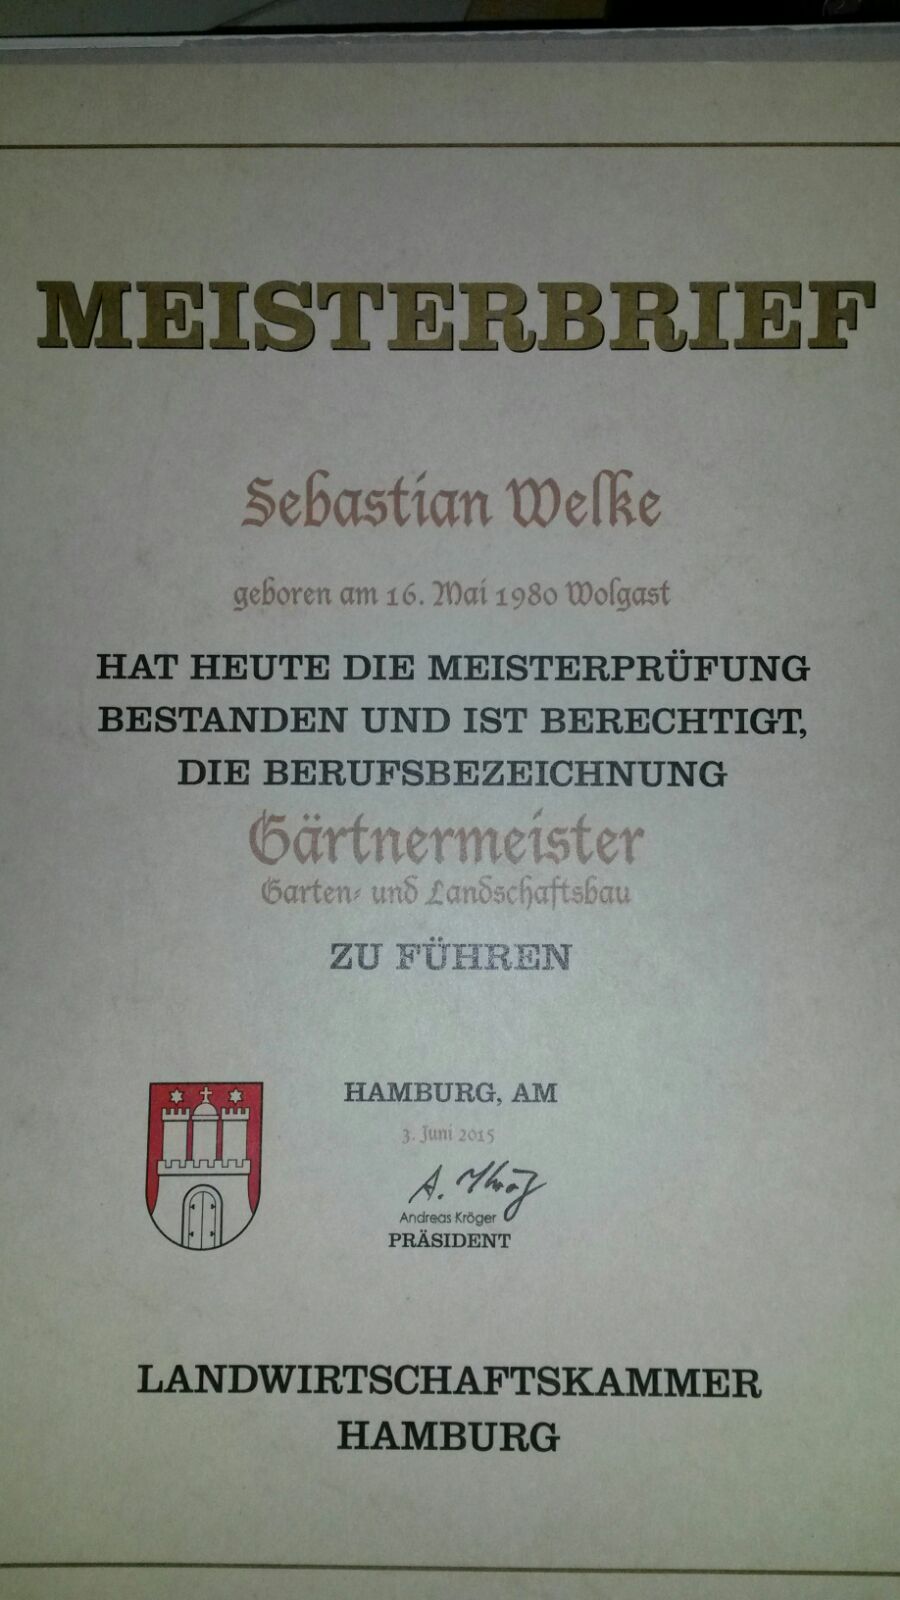 MEISTERBRIEF
Sebastian Welke
geboren am 16. Mai 1980 Wolgast
HAT HEUTE DIE MEISTERPRÜFUNG
BESTANDEN UND IST BERECHTIGT,
DIE BERUFSBEZEICHNUNG
Gärtnermeister
Garten- und Landschaftsbau
ZU FÜHREN
HAMBURG, AM
3. Juni 2015
A. Kröger
Andreas Kröger
PRÄSIDENT
LANDWIRTSCHAFTSKAMMER
HAMBURG